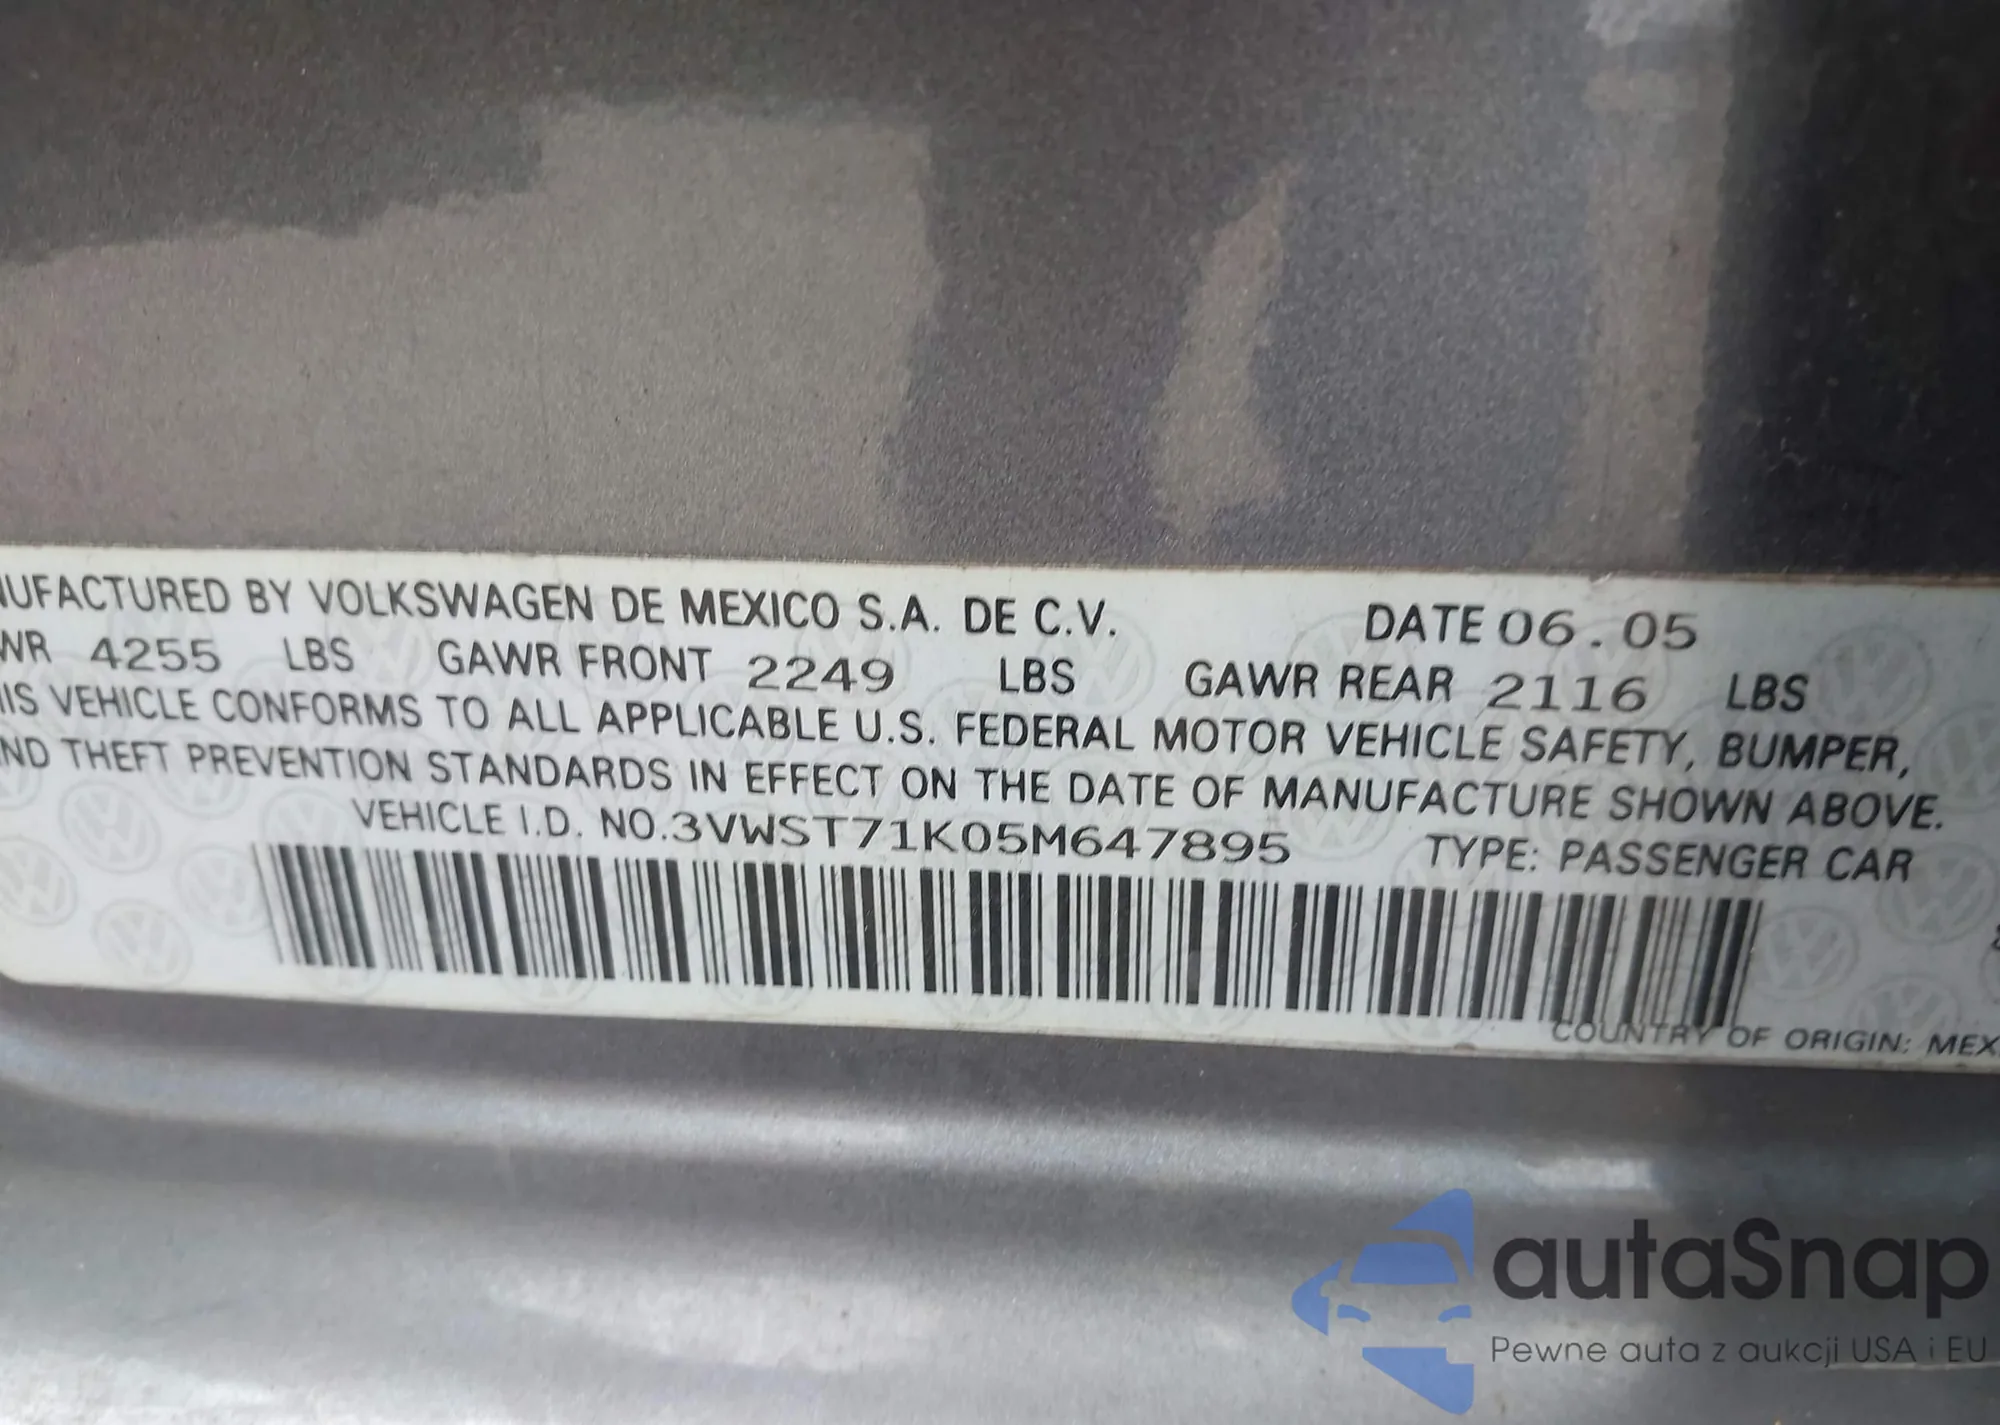 NUFACTURED BY VOLKSWAGEN DE MEXICO S.A. DE C.V. DATE 06.05
WR 4255 LBS GAWR FRONT 2249 LBS GAWR REAR 2116 LBS
HIS VEHICLE CONFORMS TO ALL APPLICABLE U.S. FEDERAL MOTOR VEHICLE SAFETY, BUMPER,
ND THEFT PREVENTION STANDARDS IN EFFECT ON THE DATE OF MANUFACTURE SHOWN ABOVE.
VEHICLE I.D. NO.3VWST71K05M647895 TYPE: PASSENGER CAR
COUNTRY OF ORIGIN: MEX
autaSnap
Pewne auta z aukcji USA i EU